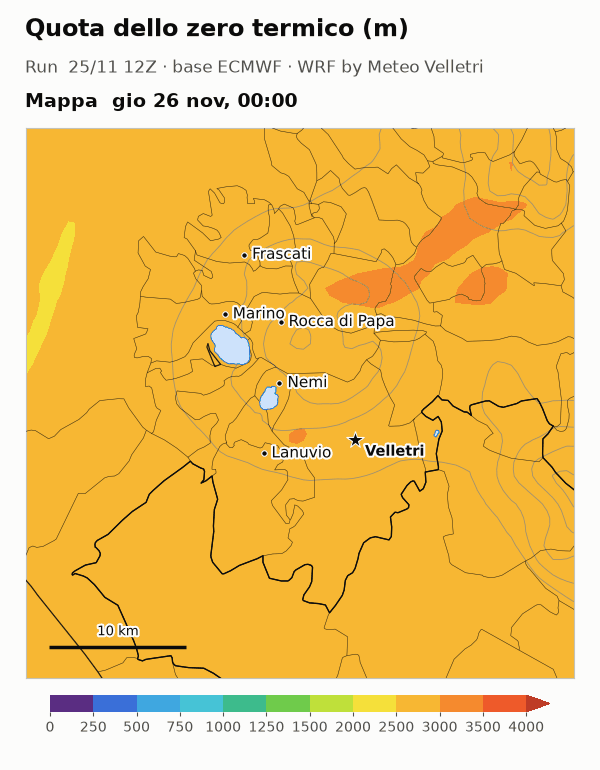 Quota dello zero termico (m)
Run 25/11 12Z · base ECMWF · WRF by Meteo Velletri
Mappa gio 26 nov, 00:00
Frascati
Marino
Rocca di Papa
Nemi
Velletri
Lanuvio
10 km
0 250 500 750 1000 1250 1500 2000 2500 3000 3500 4000